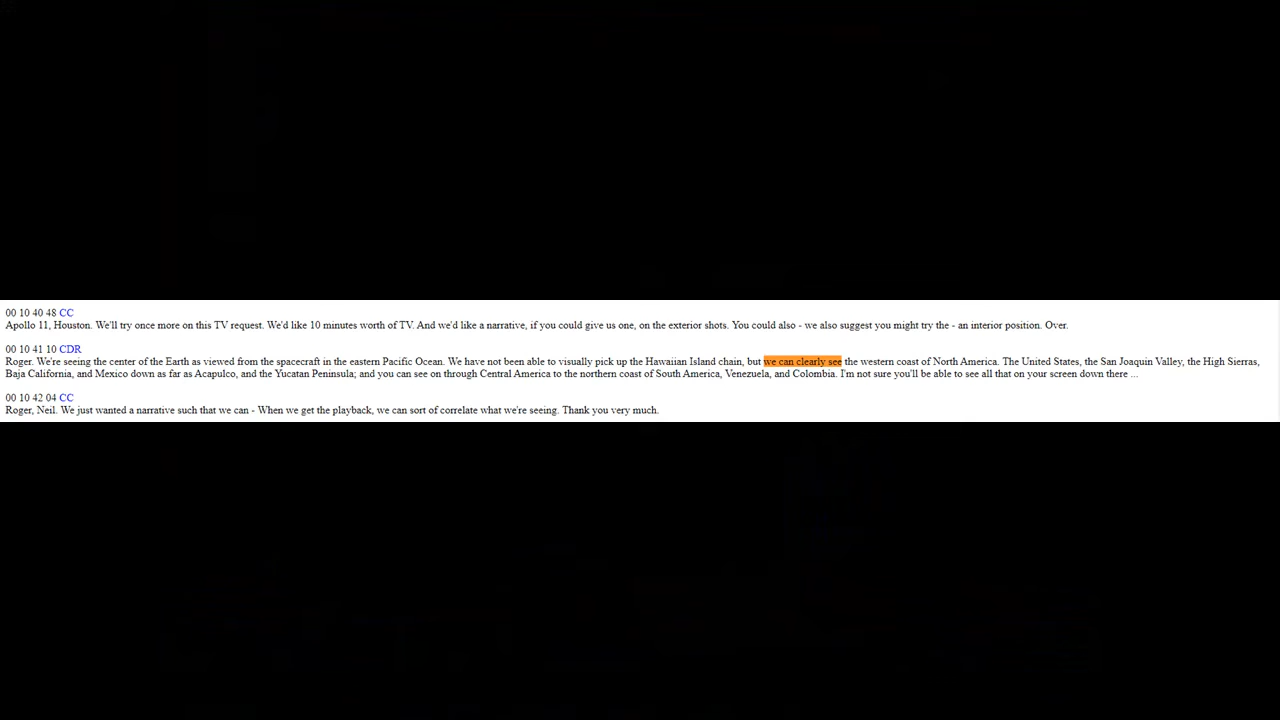 00 10 40 48 CC
Apollo 11, Houston. We'll try once more on this TV request. We'd like 10 minutes worth of TV. And we'd like a narrative, if you could give us one, on the exterior shots. You could also - we also suggest you might try the - an interior position. Over.
00 10 41 10 CDR
Roger. We're seeing the center of the Earth as viewed from the spacecraft in the eastern Pacific Ocean. We have not been able to visually pick up the Hawaiian Island chain, but we can clearly see the western coast of North America. The United States, the San Joaquin Valley, the High Sierras,
Baja California, and Mexico down as far as Acapulco, and the Yucatan Peninsula; and you can see on through Central America to the northern coast of South America, Venezuela, and Colombia. I'm not sure you'll be able to see all that on your screen down there ...
00 10 42 04 CC
Roger, Neil. We just wanted a narrative such that we can - When we get the playback, we can sort of correlate what we're seeing. Thank you very much.